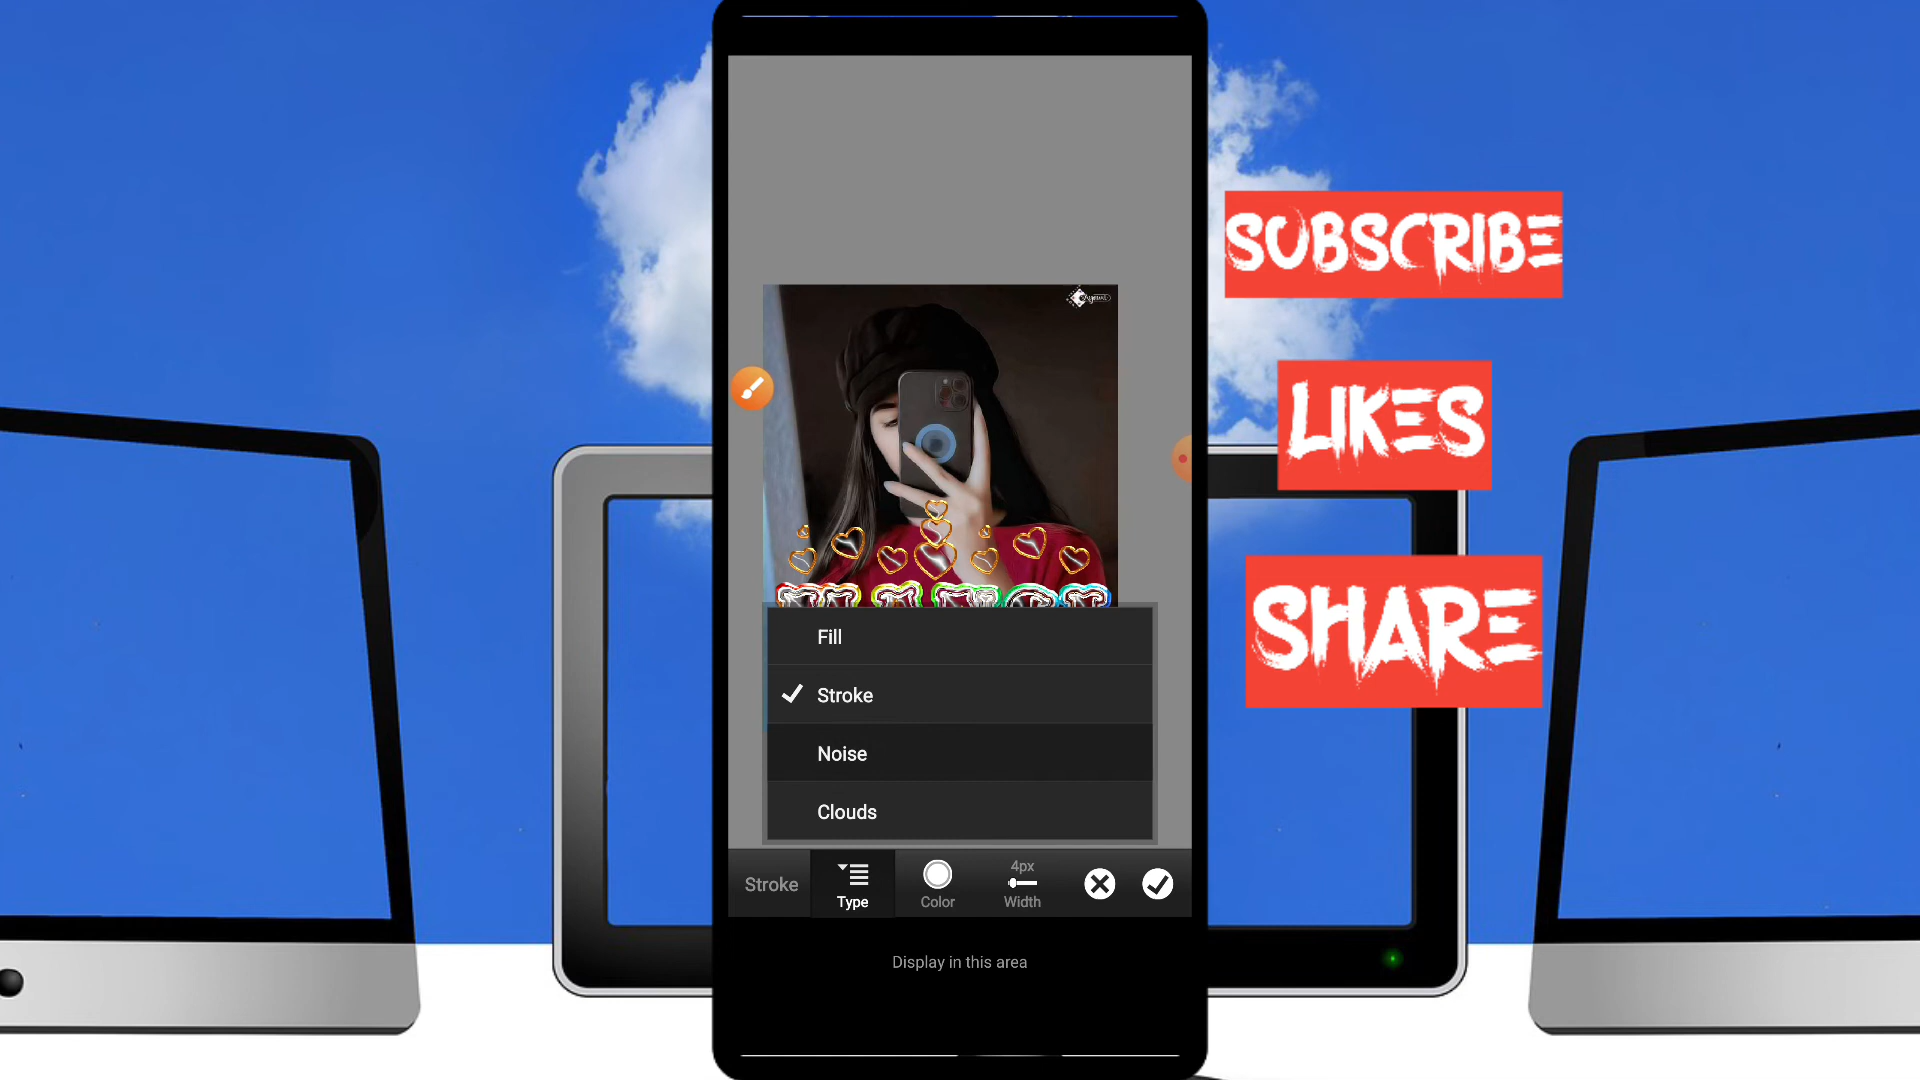 SUBSCRIBE
LIKES
SHARE
Fill
Stroke
Noise
Clouds
Stroke
Type
Color
4px
Width
Display in this area